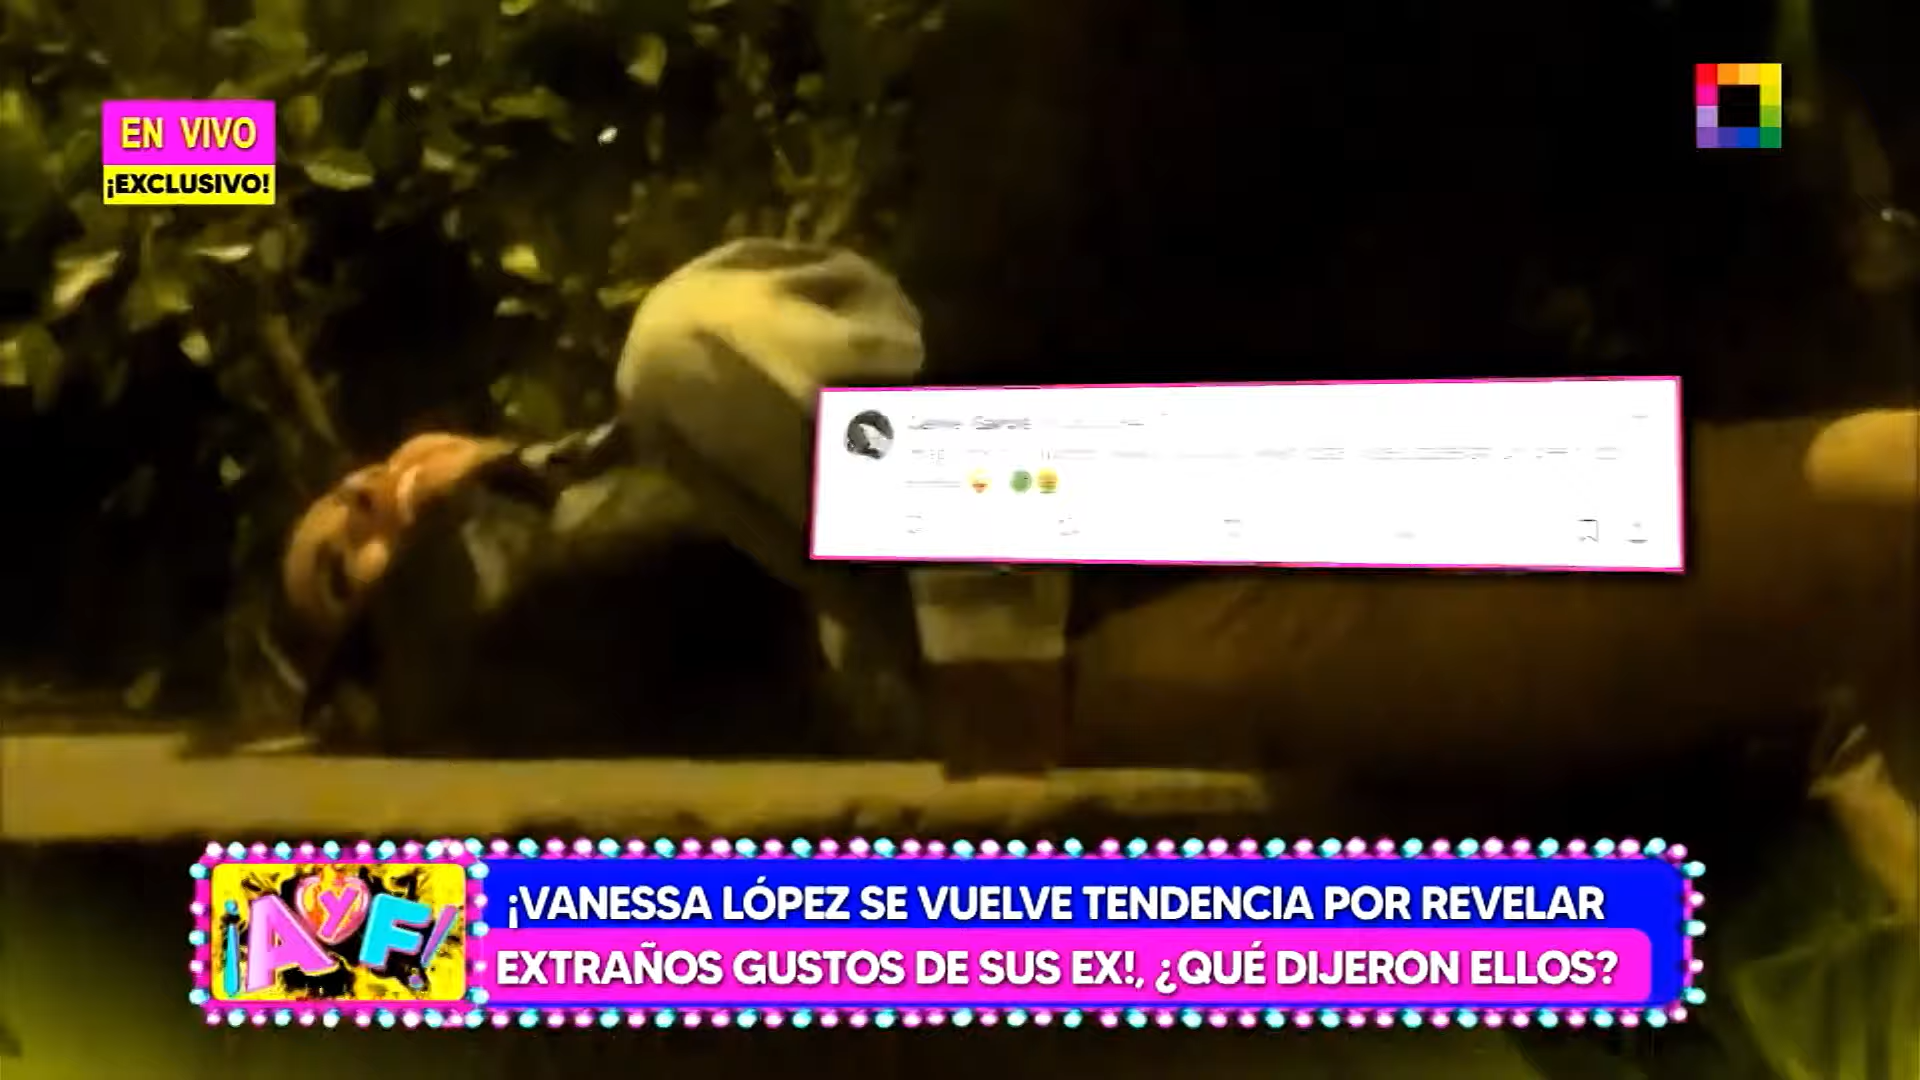 EN VIVO
¡EXCLUSIVO!
¡AyF!
¡VANESSA LÓPEZ SE VUELVE TENDENCIA POR REVELAR
EXTRAÑOS GUSTOS DE SUS EX!, ¿QUÉ DIJERON ELLOS?